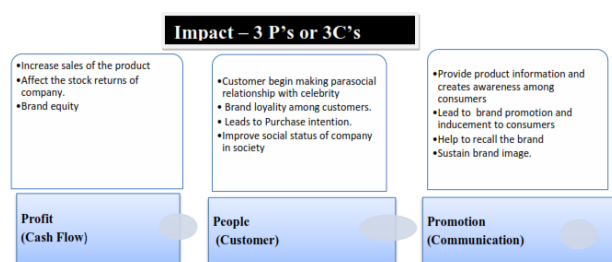 Impact – 3 P's or 3C's
•Increase sales of the product
•Affect the stock returns of
company.
•Brand equity
•Customer begin making parasocial
relationship with celebrity
• Brand loyality among customers.
•Leads to Purchase intention.
•Improve social status of company
in society
•Provide product information and
creates awareness among
consumers
•Lead to brand promotion and
inducement to consumers
•Help to recall the brand
•Sustain brand image.
Profit
(Cash Flow)
People
(Customer)
Promotion
(Communication)